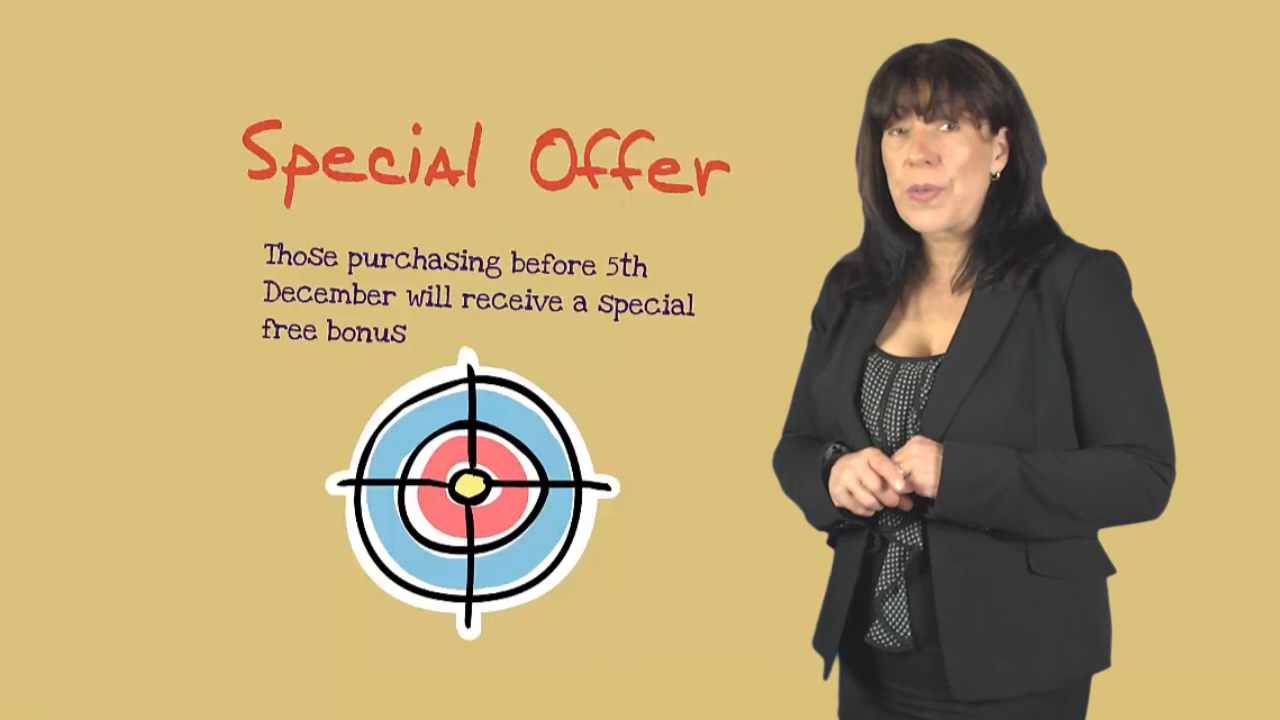 Special Offer
Those purchasing before 5th
December will receive a special
free bonus